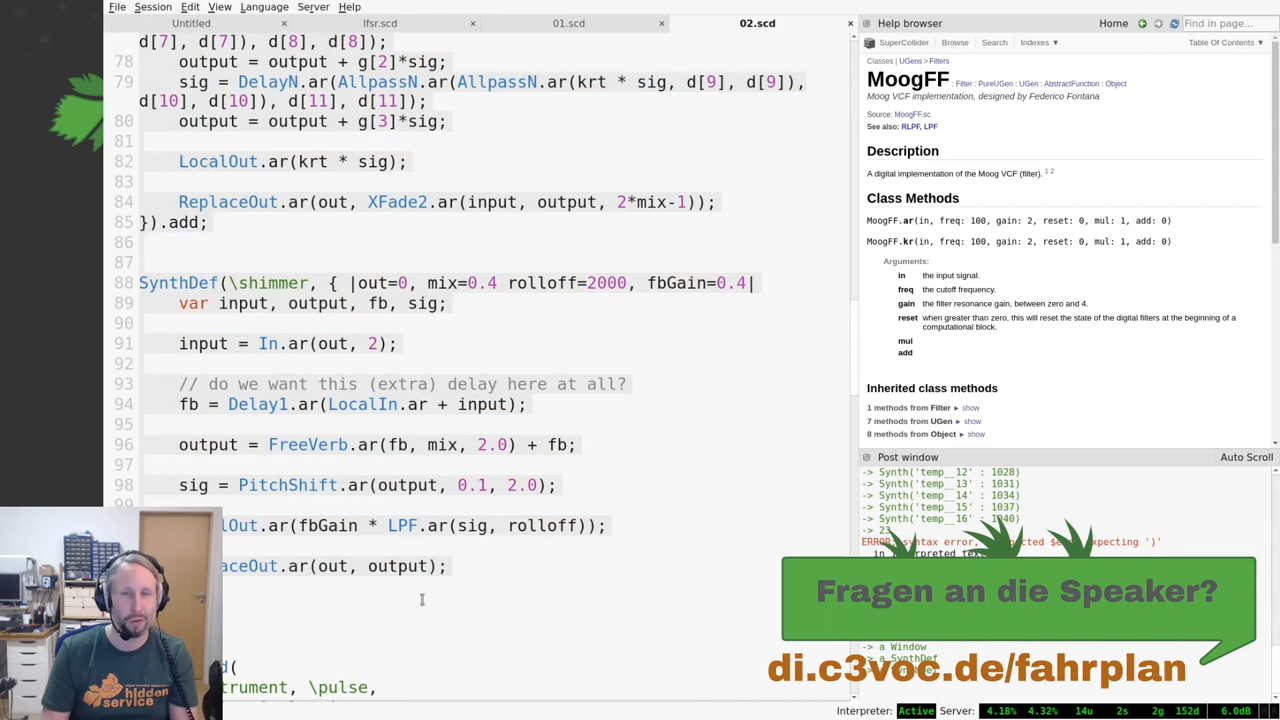 File Session Edit View Language Server Help
Untitled × lfsr.scd × 01.scd × 02.scd ×
d[7], d[7]), d[8], d[8]);
78 output = output + g[2]*sig;
79 sig = DelayN.ar(AllpassN.ar(AllpassN.ar(krt * sig, d[9], d[9]),
d[10], d[10]), d[11], d[11]);
80 output = output + g[3]*sig;
81
82 LocalOut.ar(krt * sig);
83
84 ReplaceOut.ar(out, XFade2.ar(input, output, 2*mix-1));
85 }).add;
86
87
88 SynthDef(\shimmer, { |out=0, mix=0.4 rolloff=2000, fbGain=0.4|
89 var input, output, fb, sig;
90
91 input = In.ar(out, 2);
92
93 // do we want this (extra) delay here at all?
94 fb = Delay1.ar(LocalIn.ar + input);
95
96 output = FreeVerb.ar(fb, mix, 2.0) + fb;
97
98 sig = PitchShift.ar(output, 0.1, 2.0);
99
lOut.ar(fbGain * LPF.ar(sig, rolloff));
aceOut.ar(out, output);
d(
trument, \pulse,
hidden
service
Help browser Home Find in page...
SuperCollider Browse Search Indexes ▼ Table Of Contents ▼
Classes | UGens > Filters
MoogFF : Filter : PureUGen : UGen : AbstractFunction : Object
Moog VCF implementation, designed by Federico Fontana
Source: MoogFF.sc
See also: RLPF, LPF
Description
A digital implementation of the Moog VCF (filter). 1 2
Class Methods
MoogFF.ar(in, freq: 100, gain: 2, reset: 0, mul: 1, add: 0)
MoogFF.kr(in, freq: 100, gain: 2, reset: 0, mul: 1, add: 0)
Arguments:
in the input signal.
freq the cutoff frequency.
gain the filter resonance gain, between zero and 4.
reset when greater than zero, this will reset the state of the digital filters at the beginning of a
computational block.
mul
add
Inherited class methods
1 methods from Filter ► show
7 methods from UGen ► show
8 methods from Object ► show
Post window Auto Scroll
-> Synth('temp__12' : 1028)
-> Synth('temp__13' : 1031)
-> Synth('temp__14' : 1034)
-> Synth('temp__15' : 1037)
-> Synth('temp__16' : 1040)
-> 23
ERROR: syntax error, expecting ')'
in interpreted text
Fragen an die Speaker?
-> a Window
-> a SynthDef
di.c3voc.de/fahrplan
Interpreter: Active Server: 4.18% 4.32% 14u 2s 2g 152d 6.0dB